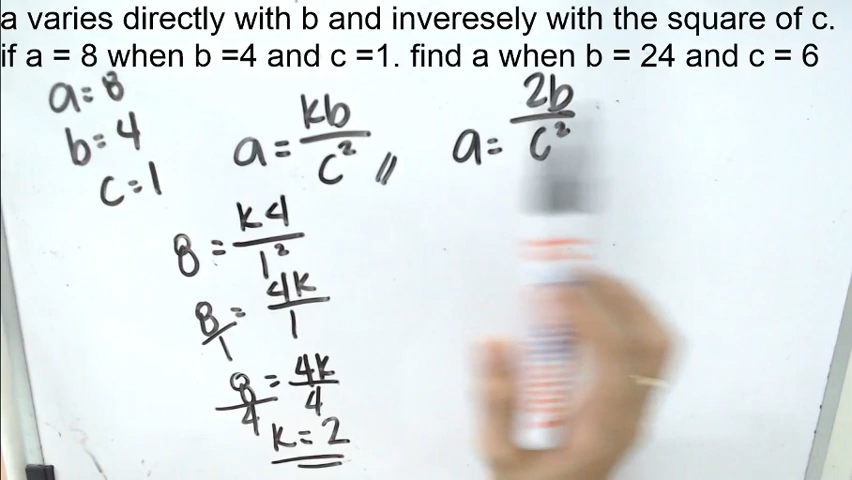 a varies directly with b and inveresely with the square of c.
if a = 8 when b =4 and c =1. find a when b = 24 and c = 6
a=8
b=4
c=1
a= kb/c² //
8 = k4/1²
8/1 = 4k/1
8/4 = 4k/4
k=2
a= 2b/c²